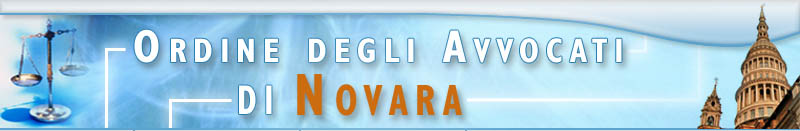 ORDINE DEGLI AVVOCATI
DI NOVARA